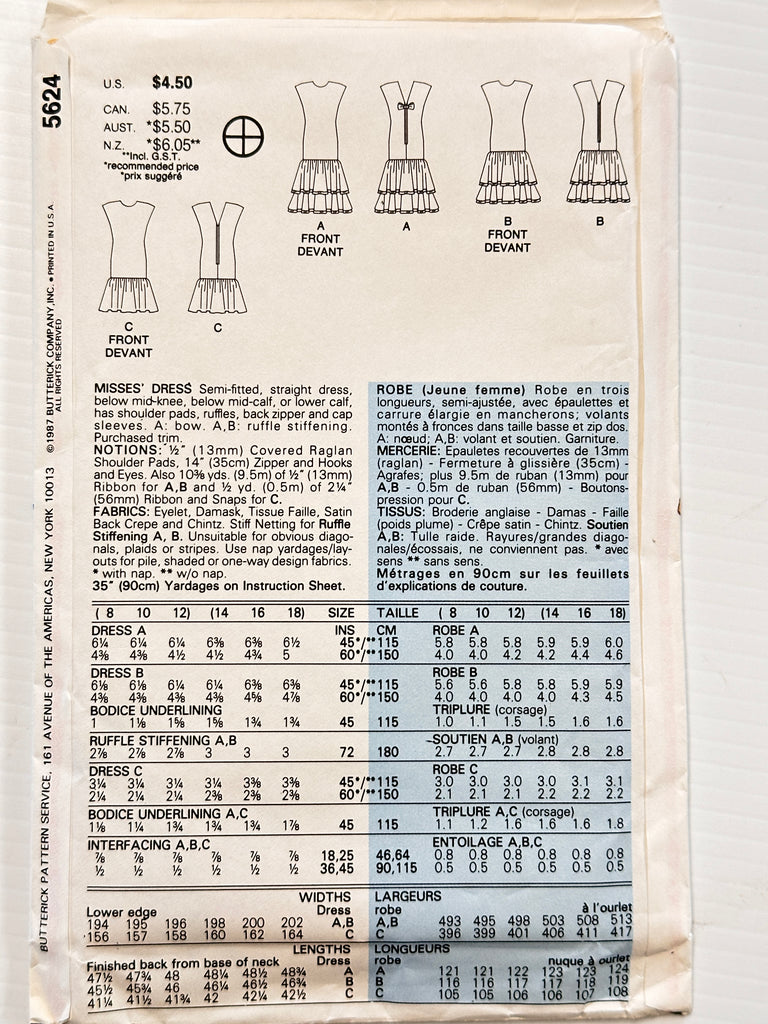 5624
©1987 BUTTERICK COMPANY, INC. • PRINTED IN U S A
ALL RIGHTS RESERVED
BUTTERICK PATTERN SERVICE, 161 AVENUE OF THE AMERICAS, NEW YORK 10013
U.S. $4.50
CAN. $5.75
AUST. *$5.50
N.Z. *$6.05**
**Incl. G.S.T.
*recommended price
*prix suggéré
A
FRONT
DEVANT
A
B
FRONT
DEVANT
B
C
FRONT
DEVANT
C
MISSES' DRESS Semi-fitted, straight dress,
below mid-knee, below mid-calf, or lower calf,
has shoulder pads, ruffles, back zipper and cap
sleeves. A: bow. A,B: ruffle stiffening.
Purchased trim.
NOTIONS: ½" (13mm) Covered Raglan
Shoulder Pads, 14" (35cm) Zipper and Hooks
and Eyes. Also 10⅜ yds. (9.5m) of ½" (13mm)
Ribbon for A,B and ½ yd. (0.5m) of 2¼"
(56mm) Ribbon and Snaps for C.
FABRICS: Eyelet, Damask, Tissue Faille, Satin
Back Crepe and Chintz. Stiff Netting for Ruffle
Stiffening A, B. Unsuitable for obvious diago-
nals, plaids or stripes. Use nap yardages/lay-
outs for pile, shaded or one-way design fabrics.
* with nap. ** w/o nap.
35" (90cm) Yardages on Instruction Sheet.
ROBE (Jeune femme) Robe en trois
longueurs, semi-ajustée, avec épaulettes et
carrure élargie en mancherons; volants
montés à fronces dans taille basse et zip dos.
A: nœud; A,B: volant et soutien. Garniture.
MERCERIE: Epaulettes recouvertes de 13mm
(raglan) - Fermeture à glissière (35cm) -
Agrafes; plus 9.5m de ruban (13mm) pour
A,B - 0.5m de ruban (56mm) - Boutons-
pression pour C.
TISSUS: Broderie anglaise - Damas - Faille
(poids plume) - Crêpe satin - Chintz. Soutien
A,B: Tulle raide. Rayures/grandes diago-
nales/écossais, ne conviennent pas. * avec
sens ** sans sens.
Métrages en 90cm sur les feuillets
d'explications de couture.
( 8 10 12) (14 16 18) SIZE TAILLE ( 8 10 12) (14 16 18)
DRESS A INS CM ROBE A
6¼ 6¼ 6¼ 6⅜ 6⅜ 6½ 45*/** 115 5.8 5.8 5.8 5.9 5.9 6.0
4⅜ 4⅜ 4½ 4½ 4¾ 5 60*/** 150 4.0 4.0 4.2 4.2 4.4 4.6
DRESS B ROBE B
6⅛ 6⅛ 6¼ 6¼ 6⅜ 6⅜ 45*/** 115 5.6 5.6 5.8 5.8 5.9 5.9
4⅜ 4⅜ 4⅜ 4⅜ 4⅝ 4⅞ 60*/** 150 4.0 4.0 4.0 4.0 4.3 4.5
BODICE UNDERLINING TRIPLURE (corsage)
1 1⅛ 1⅝ 1⅝ 1¾ 1¾ 45 115 1.0 1.1 1.5 1.5 1.6 1.6
RUFFLE STIFFENING A,B SOUTIEN A,B (volant)
2⅞ 2⅞ 2⅞ 3 3 3 72 180 2.7 2.7 2.7 2.8 2.8 2.8
DRESS C ROBE C
3¼ 3¼ 3¼ 3¼ 3⅜ 3⅜ 45*/** 115 3.0 3.0 3.0 3.0 3.1 3.1
2¼ 2¼ 2¼ 2⅜ 2⅜ 2⅜ 60*/** 150 2.1 2.1 2.1 2.2 2.2 2.2
BODICE UNDERLINING A,C TRIPLURE A,C (corsage)
1⅛ 1¼ 1¾ 1¾ 1¾ 1⅞ 45 115 1.1 1.2 1.6 1.6 1.6 1.8
INTERFACING A,B,C ENTOILAGE A,B,C
⅞ ⅞ ⅞ ⅞ ⅞ ⅞ 18,25 46,64 0.8 0.8 0.8 0.8 0.8 0.8
½ ½ ½ ½ ½ ½ 36,45 90,115 0.5 0.5 0.5 0.5 0.5 0.5
WIDTHS LARGEURS
Lower edge Dress robe à l'ourlet
194 195 196 198 200 202 A,B A,B 493 495 498 503 508 513
156 157 158 160 162 164 C C 396 399 401 406 411 417
LENGTHS LONGUEURS
Finished back from base of neck Dress robe nuque à ourlet
47½ 47¾ 48 48¼ 48½ 48¾ A A 121 121 122 123 123 124
45½ 45¾ 46 46¼ 46½ 46¾ B B 116 116 117 117 118 119
41¼ 41½ 41¾ 42 42¼ 42½ C C 105 105 106 106 107 108